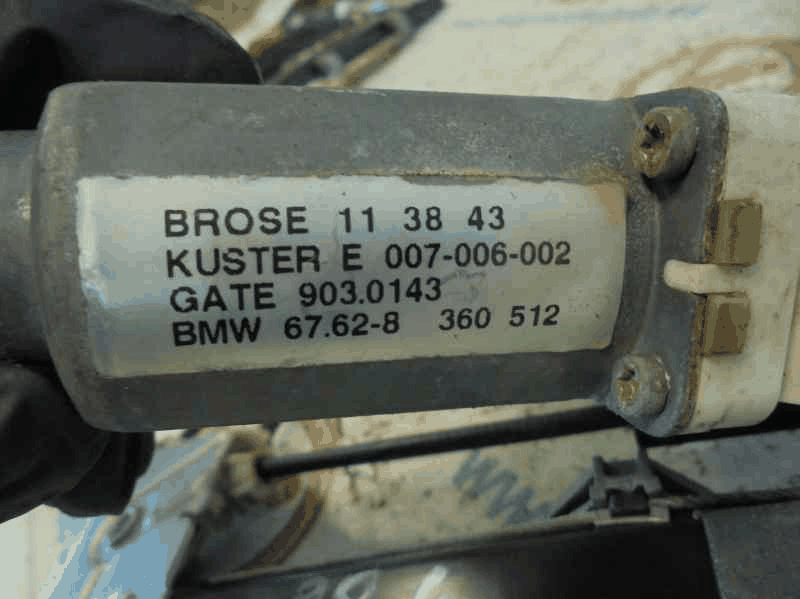 BROSE 11 38 43
KUSTER E 007-006-002
GATE 903.0143
BMW 67.62-8 360 512